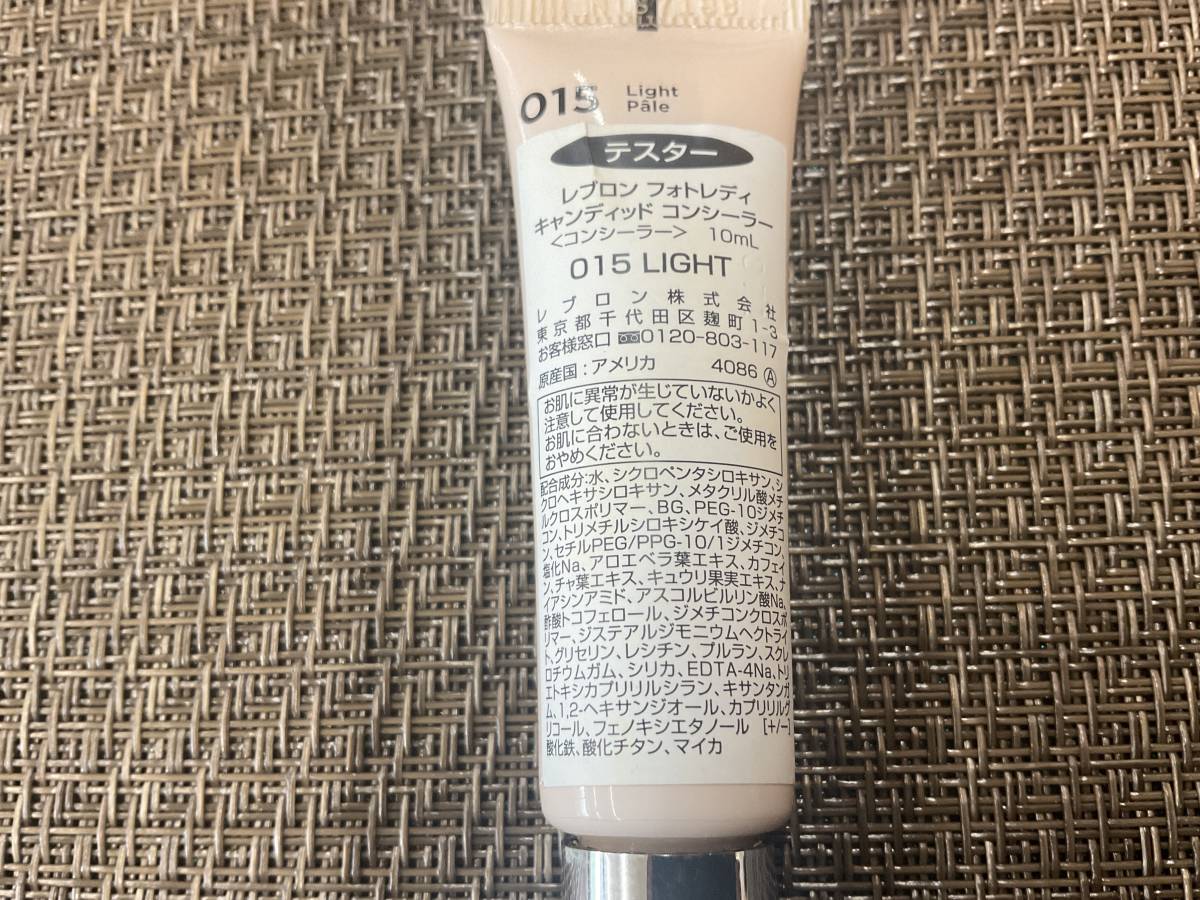 015 Light
Pâle
テスター
レブロン フォトレディ
キャンディッド コンシーラー
<コンシーラー> 10mL
015 LIGHT
レブロン株式会社
東京都千代田区麹町1-3
お客様窓口 0120-803-117
原産国:アメリカ 4086 Ⓐ
お肌に異常が生じていないかよく
注意して使用してください。
お肌に合わないときは、ご使用を
おやめください。
配合成分:水、シクロペンタシロキサン、シ
クロヘキサシロキサン、メタクリル酸メチ
ルクロスポリマー、BG、PEG-10ジメチ
コン、トリメチルシロキシケイ酸、ジメチコ
ン、セチルPEG/PPG-10/1ジメチコン、
塩化Na、アロエベラ葉エキス、カフェイ
ン、チャ葉エキス、キュウリ果実エキス、ナ
イアシンアミド、アスコルビルリン酸Na、
酢酸トコフェロール、ジメチコンクロスポ
リマー、ジステアルジモニウムヘクトライ
ト、グリセリン、レシチン、プルラン、スクレ
ロチウムガム、シリカ、EDTA-4Na、トリ
エトキシカプリリルシラン、キサンタンガ
ム、1,2-ヘキサンジオール、カプリリルグ
リコール、フェノキシエタノール [+/-]
酸化鉄、酸化チタン、マイカ